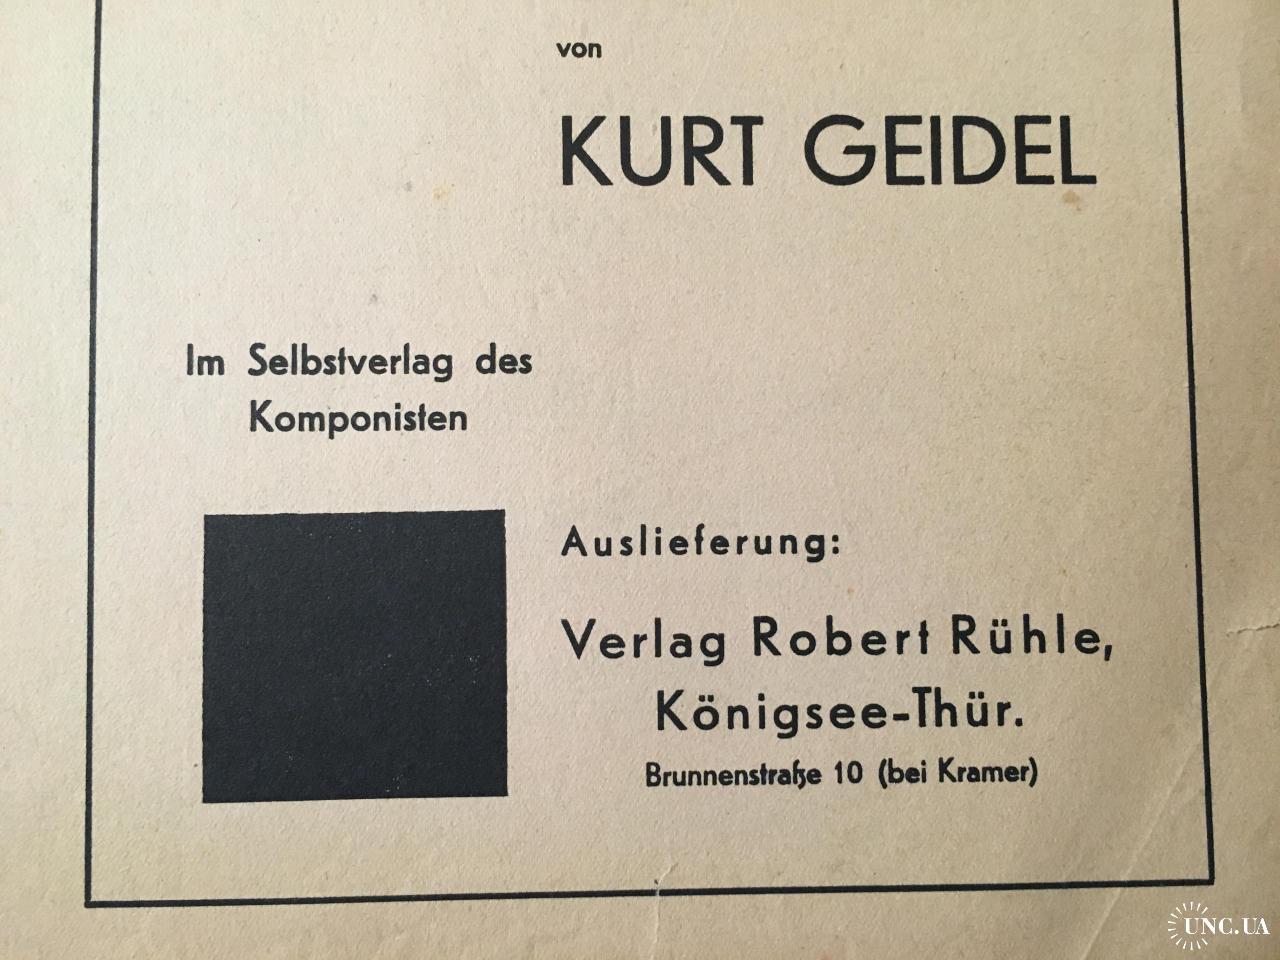 von
KURT GEIDEL
Im Selbstverlag des
Komponisten
Auslieferung:
Verlag Robert Rühle,
Königsee-Thür.
Brunnenstraße 10 (bei Kramer)
UNC.UA